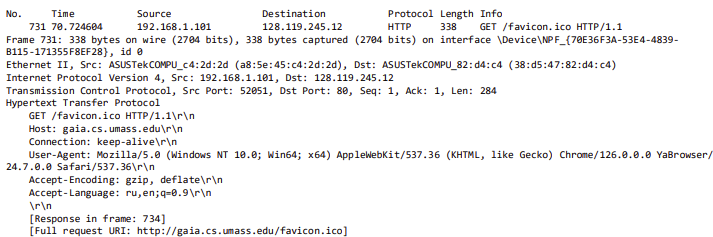 No. Time Source Destination Protocol Length Info
731 70.724604 192.168.1.101 128.119.245.12 HTTP 338 GET /favicon.ico HTTP/1.1
Frame 731: 338 bytes on wire (2704 bits), 338 bytes captured (2704 bits) on interface \Device\NPF_{70E36F3A-53E4-4839-
B115-171355F8EF28}, id 0
Ethernet II, Src: ASUSTekCOMPU_c4:2d:2d (a8:5e:45:c4:2d:2d), Dst: ASUSTekCOMPU_82:d4:c4 (38:d5:47:82:d4:c4)
Internet Protocol Version 4, Src: 192.168.1.101, Dst: 128.119.245.12
Transmission Control Protocol, Src Port: 52051, Dst Port: 80, Seq: 1, Ack: 1, Len: 284
Hypertext Transfer Protocol
GET /favicon.ico HTTP/1.1\r\n
Host: gaia.cs.umass.edu\r\n
Connection: keep-alive\r\n
User-Agent: Mozilla/5.0 (Windows NT 10.0; Win64; x64) AppleWebKit/537.36 (KHTML, like Gecko) Chrome/126.0.0.0 YaBrowser/
24.7.0.0 Safari/537.36\r\n
Accept-Encoding: gzip, deflate\r\n
Accept-Language: ru,en;q=0.9\r\n
\r\n
[Response in frame: 734]
[Full request URI: http://gaia.cs.umass.edu/favicon.ico]